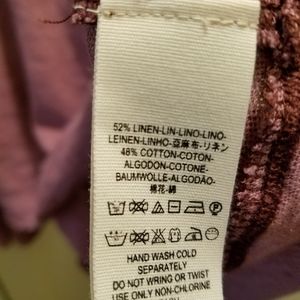 52% LINEN-LIN-LINO-LINO-
LEINEN-LINHO-亞麻布-リネン
48% COTTON-COTON-
ALGODON-COTONE-
BAUMWOLLE-ALGODÃO-
棉花-綿
HAND WASH COLD
SEPARATELY
DO NOT WRING OR TWIST
USE ONLY NON-CHLORINE